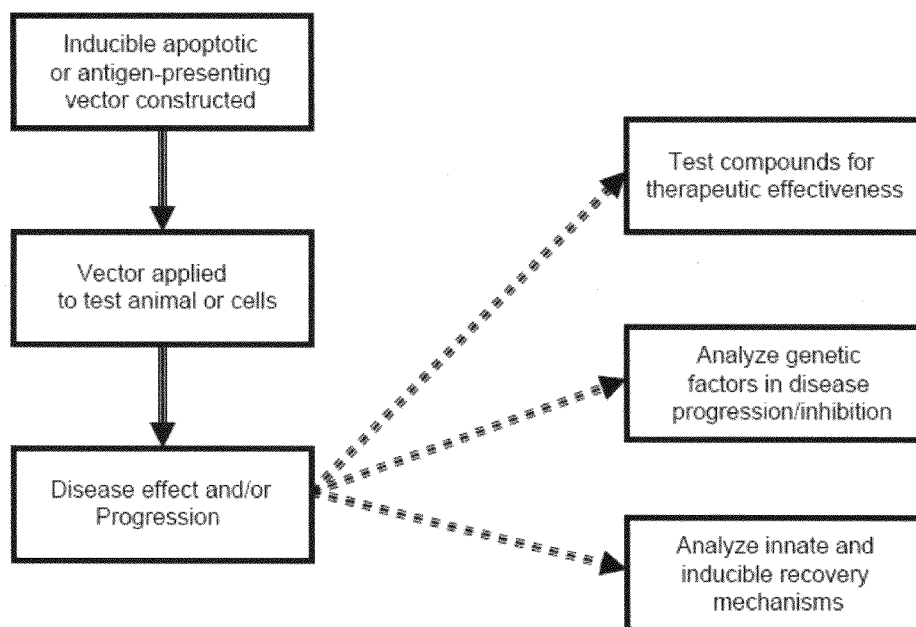 Inducible apoptotic
or antigen-presenting
vector constructed
Vector applied
to test animal or cells
Disease effect and/or
Progression
Test compounds for
therapeutic effectiveness
Analyze genetic
factors in disease
progression/inhibition
Analyze innate and
inducible recovery
mechanisms